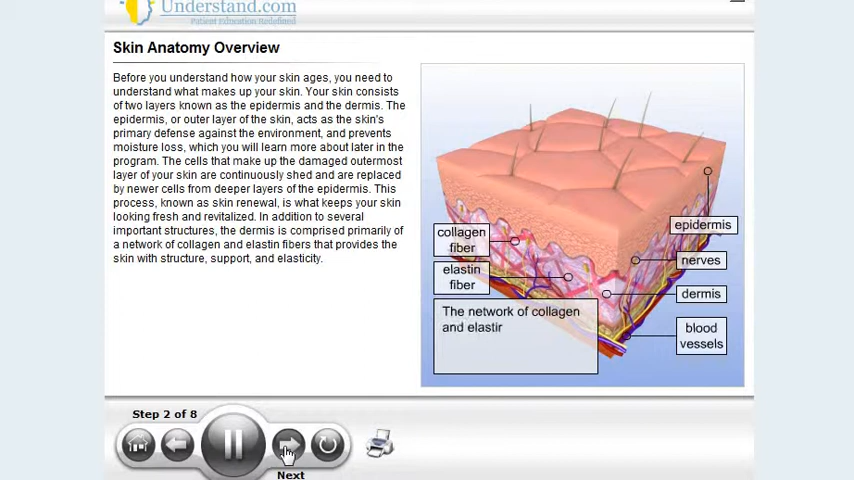 Understand.com
Patient Education Redefined
Skin Anatomy Overview
Before you understand how your skin ages, you need to
understand what makes up your skin. Your skin consists
of two layers known as the epidermis and the dermis. The
epidermis, or outer layer of the skin, acts as the skin's
primary defense against the environment, and prevents
moisture loss, which you will learn more about later in the
program. The cells that make up the damaged outermost
layer of your skin are continuously shed and are replaced
by newer cells from deeper layers of the epidermis. This
process, known as skin renewal, is what keeps your skin
looking fresh and revitalized. In addition to several
important structures, the dermis is comprised primarily of
a network of collagen and elastin fibers that provides the
skin with structure, support, and elasticity.
collagen
fiber
elastin
fiber
The network of collagen
and elastir
epidermis
nerves
dermis
blood
vessels
Step 2 of 8
Next